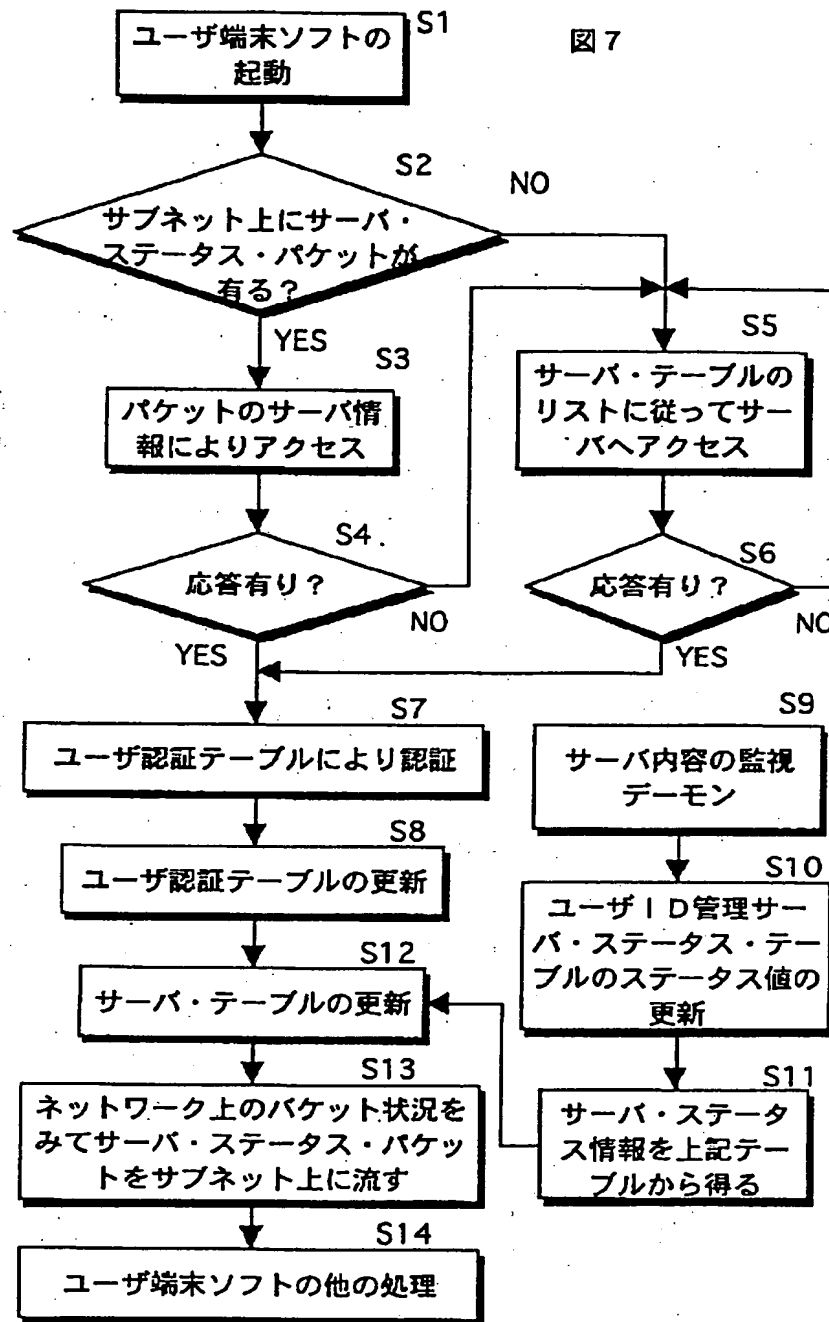 図７
S1
ユーザ端末ソフトの
起動
S2
サブネット上にサーバ・
ステータス・パケットが
有る？
NO
YES
S3
パケットのサーバ情
報によりアクセス
S4
応答有り？
NO
YES
S5
サーバ・テーブルの
リストに従ってサー
バへアクセス
S6
応答有り？
NO
YES
S7
ユーザ認証テーブルにより認証
S8
ユーザ認証テーブルの更新
S9
サーバ内容の監視
デーモン
S10
ユーザＩＤ管理サー
バ・ステータス・テー
ブルのステータス値の
更新
S11
サーバ・ステータ
ス情報を上記テー
ブルから得る
S12
サーバ・テーブルの更新
S13
ネットワーク上のパケット状況を
みてサーバ・ステータス・パケッ
トをサブネット上に流す
S14
ユーザ端末ソフトの他の処理